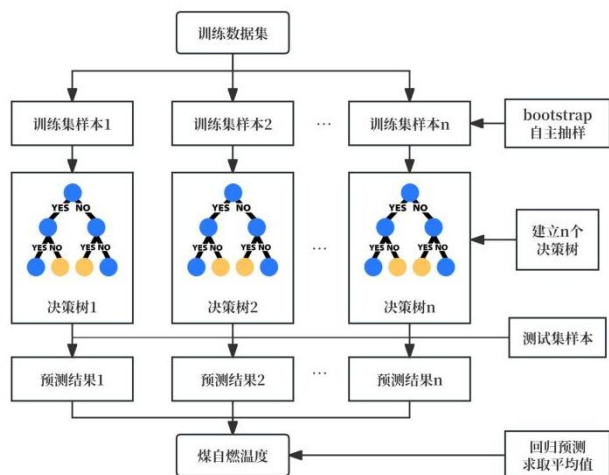 训练数据集
训练集样本1
训练集样本2
...
训练集样本n
bootstrap
自主抽样
YES NO
YES NO
YES NO
YES NO
YES NO
YES NO
YES NO
YES NO
YES NO
...
建立n个
决策树
决策树1
决策树2
决策树n
测试集样本
预测结果1
预测结果2
...
预测结果n
煤自燃温度
回归预测
求取平均值